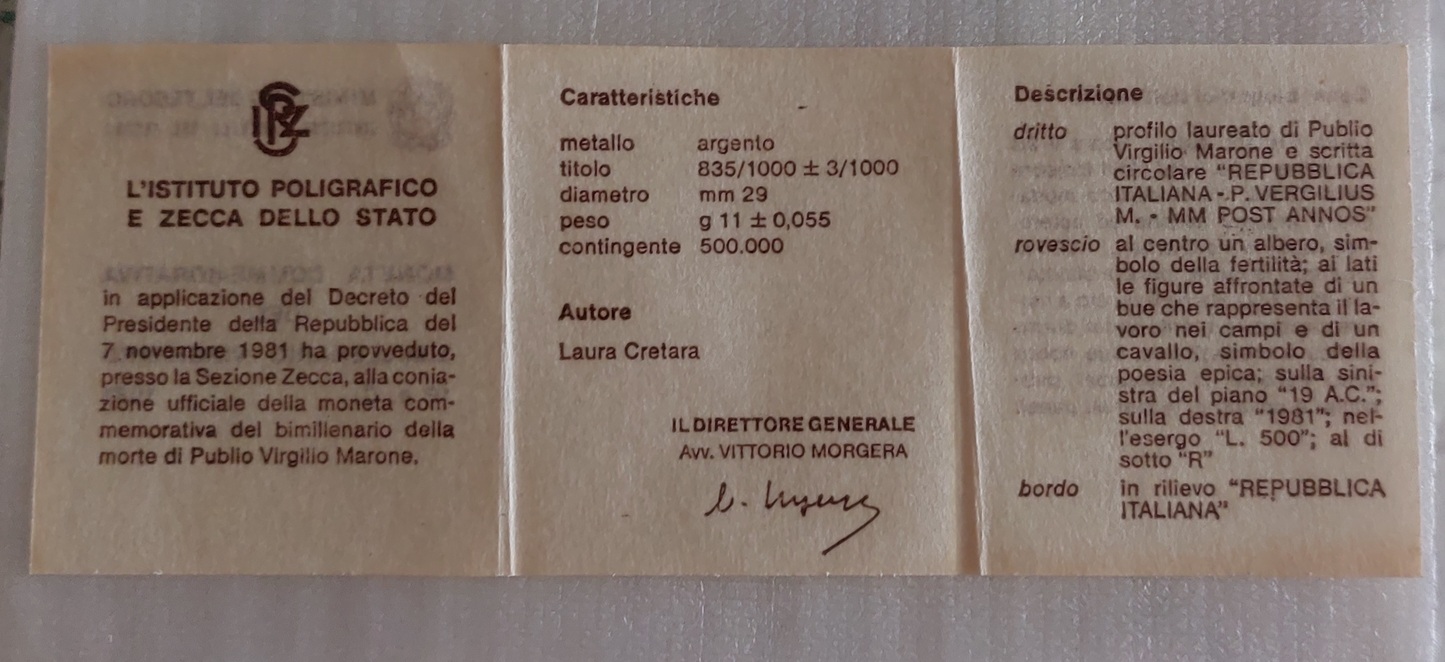 IPZS
L'ISTITUTO POLIGRAFICO
E ZECCA DELLO STATO
in applicazione del Decreto del
Presidente della Repubblica del
7 novembre 1981 ha provveduto,
presso la Sezione Zecca, alla conia-
zione ufficiale della moneta com-
memorativa del bimillenario della
morte di Publio Virgilio Marone.
Caratteristiche
metallo argento
titolo 835/1000 ± 3/1000
diametro mm 29
peso g 11 ± 0,055
contingente 500.000
Autore
Laura Cretara
IL DIRETTORE GENERALE
Avv. VITTORIO MORGERA
Descrizione
dritto profilo laureato di Publio
Virgilio Marone e scritta
circolare "REPUBBLICA
ITALIANA - P. VERGILIUS
M. - MM POST ANNOS"
rovescio al centro un albero, sim-
bolo della fertilità; ai lati
le figure affrontate di un
bue che rappresenta il la-
voro nei campi e di un
cavallo, simbolo della
poesia epica; sulla sini-
stra del piano "19 A.C.";
sulla destra "1981"; nel-
l'esergo "L. 500"; al di
sotto "R"
bordo in rilievo "REPUBBLICA
ITALIANA"